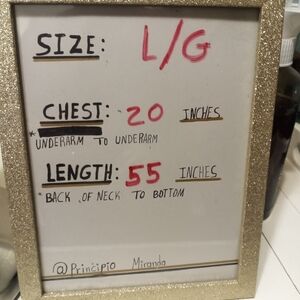 SIZE: L/G
CHEST: 20 INCHES
*UNDERARM TO UNDERARM
LENGTH: 55 INCHES
*BACK OF NECK TO BOTTOM
@Principio Miranda